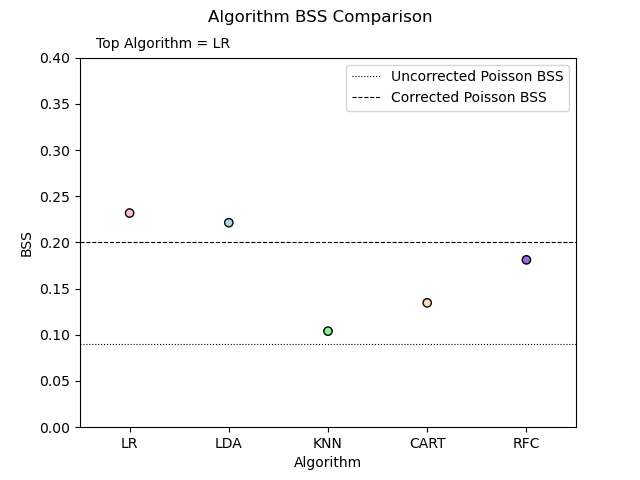 Algorithm BSS Comparison
Top Algorithm = LR
Uncorrected Poisson BSS
Corrected Poisson BSS
0.40
0.35
0.30
0.25
0.20
0.15
0.10
0.05
0.00
BSS
LR LDA KNN CART RFC
Algorithm